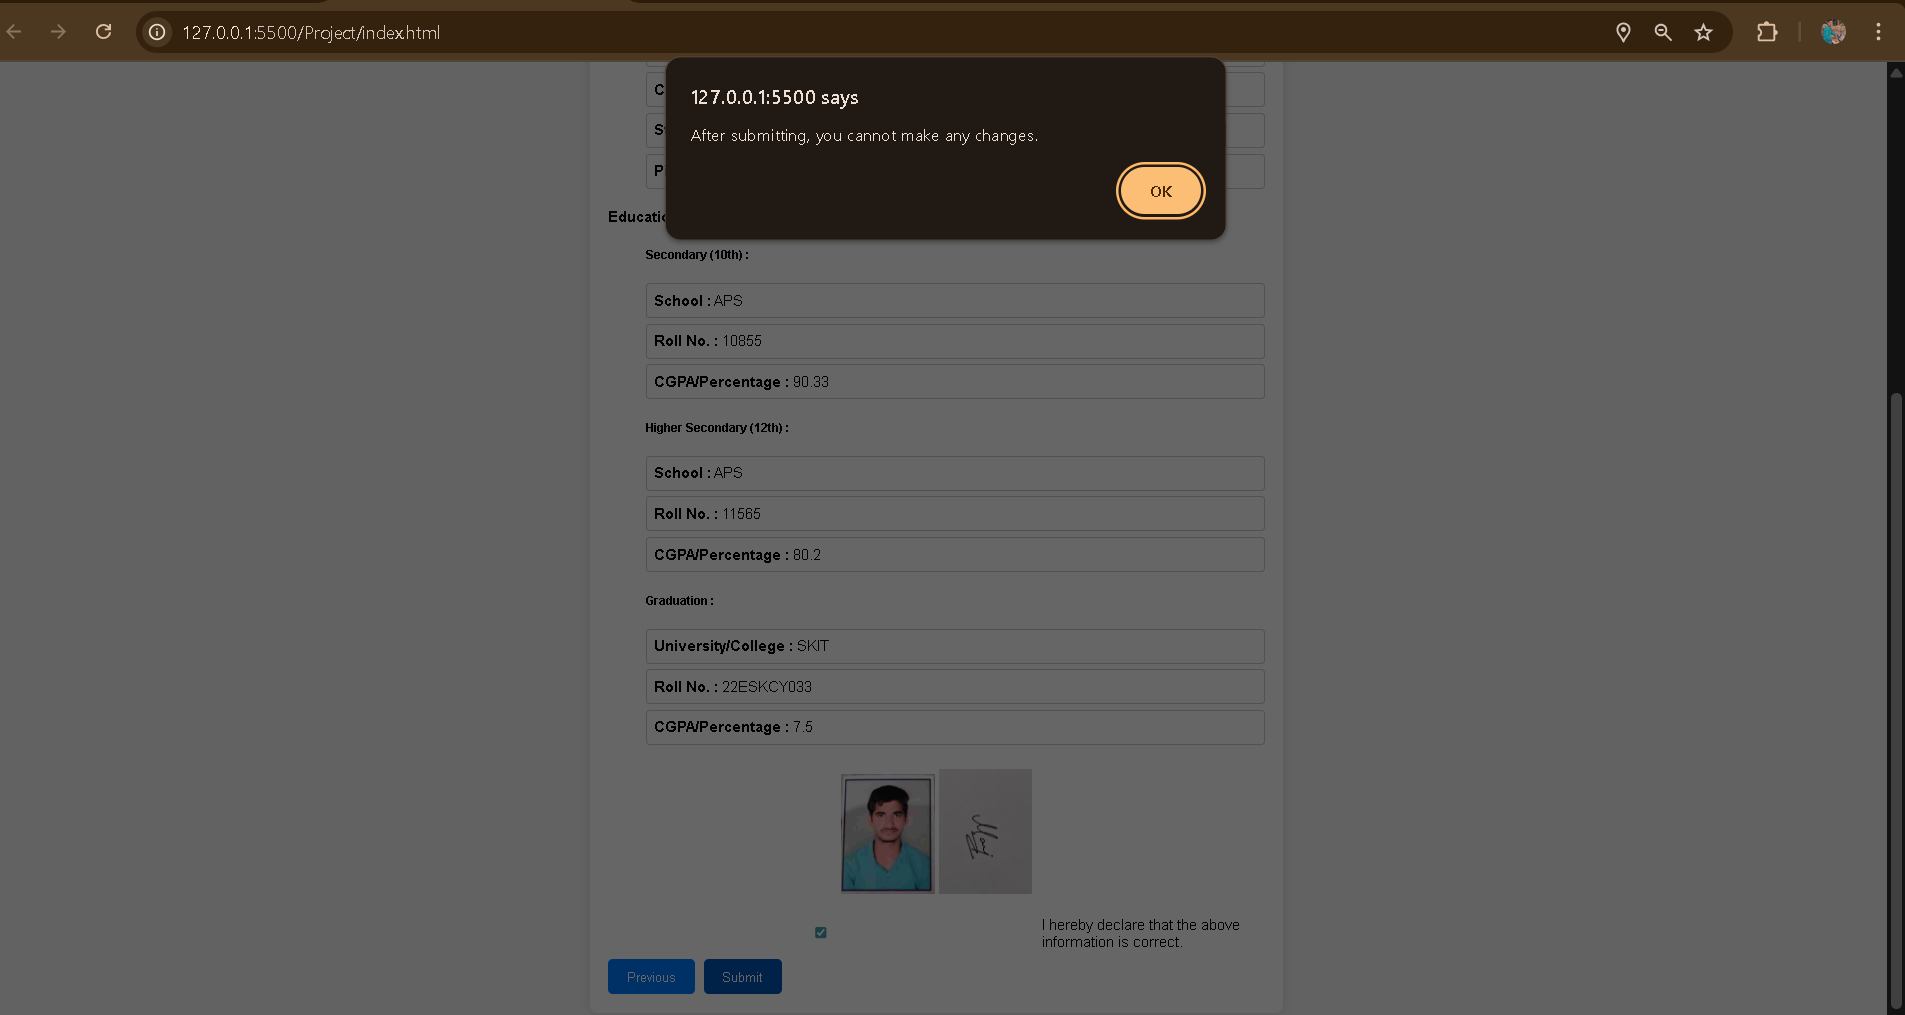 127.0.0.1:5500/Project/index.html
127.0.0.1:5500 says
After submitting, you cannot make any changes.
OK
C
S
P
Educatio
Secondary (10th) :
School : APS
Roll No. : 10855
CGPA/Percentage : 90.33
Higher Secondary (12th) :
School : APS
Roll No. : 11565
CGPA/Percentage : 80.2
Graduation :
University/College : SKIT
Roll No. : 22ESKCY033
CGPA/Percentage : 7.5
I hereby declare that the above
information is correct.
Previous Submit